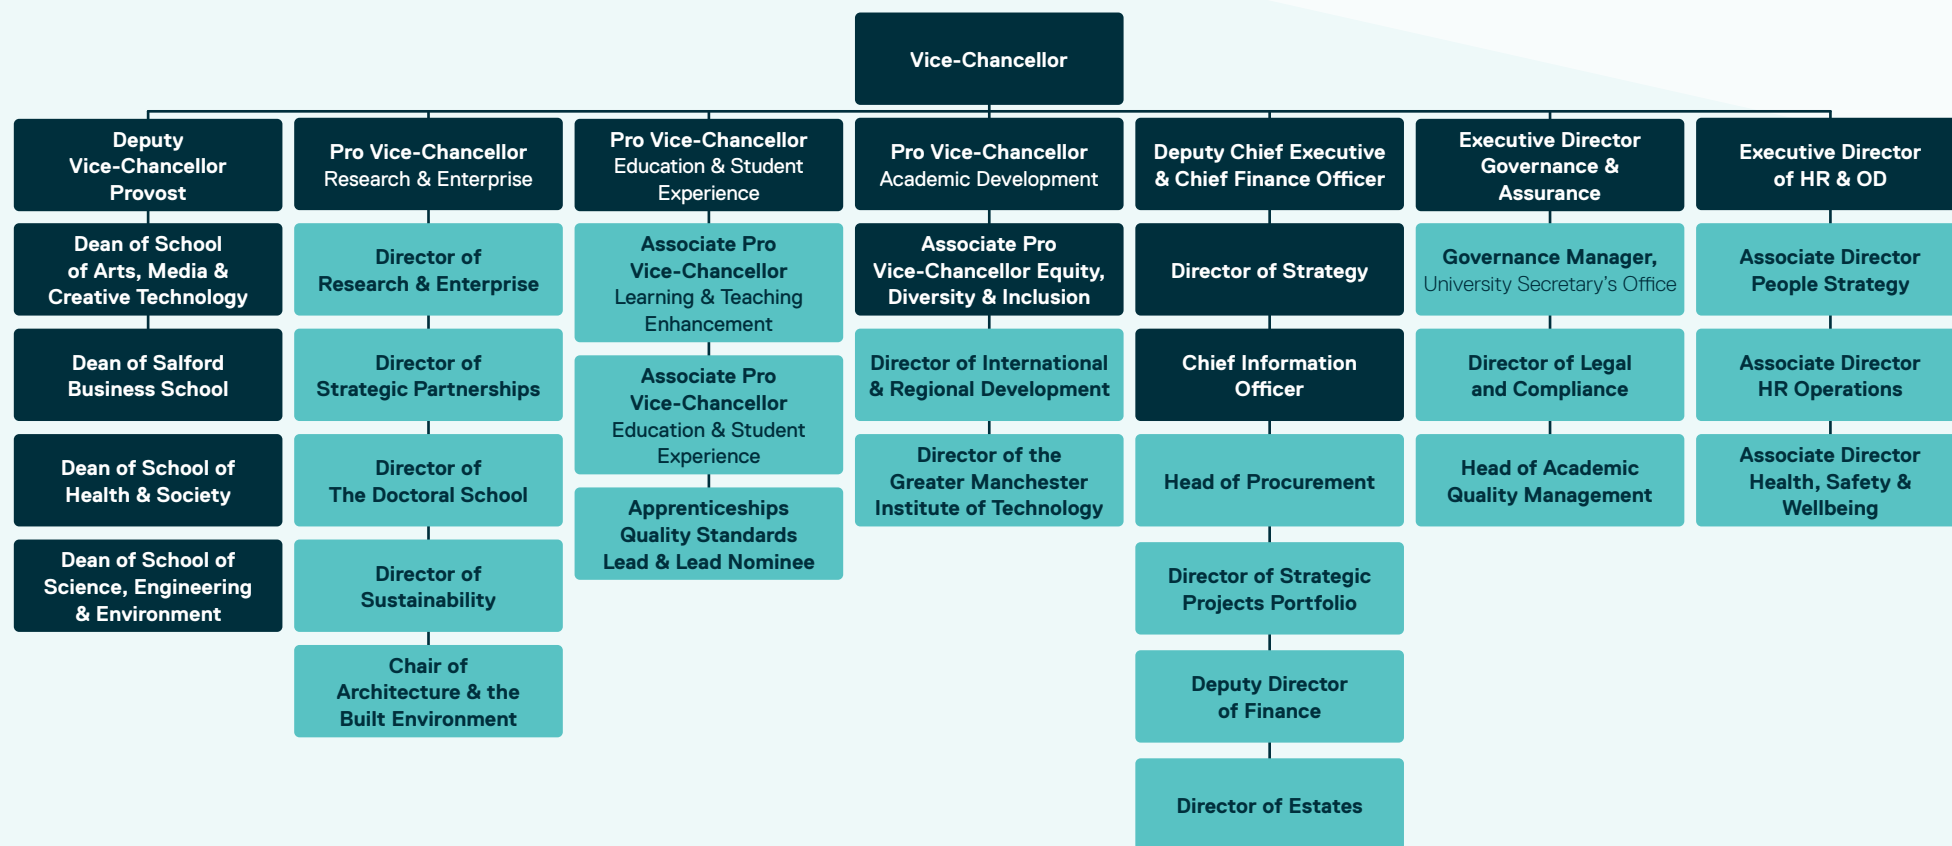 Vice-Chancellor
Deputy
Vice-Chancellor
Provost
Dean of School
of Arts, Media &
Creative Technology
Dean of Salford
Business School
Dean of School of
Health & Society
Dean of School of
Science, Engineering
& Environment
Pro Vice-Chancellor
Research & Enterprise
Director of
Research & Enterprise
Director of
Strategic Partnerships
Director of
The Doctoral School
Director of
Sustainability
Chair of
Architecture & the
Built Environment
Pro Vice-Chancellor
Education & Student
Experience
Associate Pro
Vice-Chancellor
Learning & Teaching
Enhancement
Associate Pro
Vice-Chancellor
Education & Student
Experience
Apprenticeships
Quality Standards
Lead & Lead Nominee
Pro Vice-Chancellor
Academic Development
Associate Pro
Vice-Chancellor Equity,
Diversity & Inclusion
Director of International
& Regional Development
Director of the
Greater Manchester
Institute of Technology
Deputy Chief Executive
& Chief Finance Officer
Director of Strategy
Chief Information
Officer
Head of Procurement
Director of Strategic
Projects Portfolio
Deputy Director
of Finance
Director of Estates
Executive Director
Governance &
Assurance
Governance Manager,
University Secretary's Office
Director of Legal
and Compliance
Head of Academic
Quality Management
Executive Director
of HR & OD
Associate Director
People Strategy
Associate Director
HR Operations
Associate Director
Health, Safety &
Wellbeing